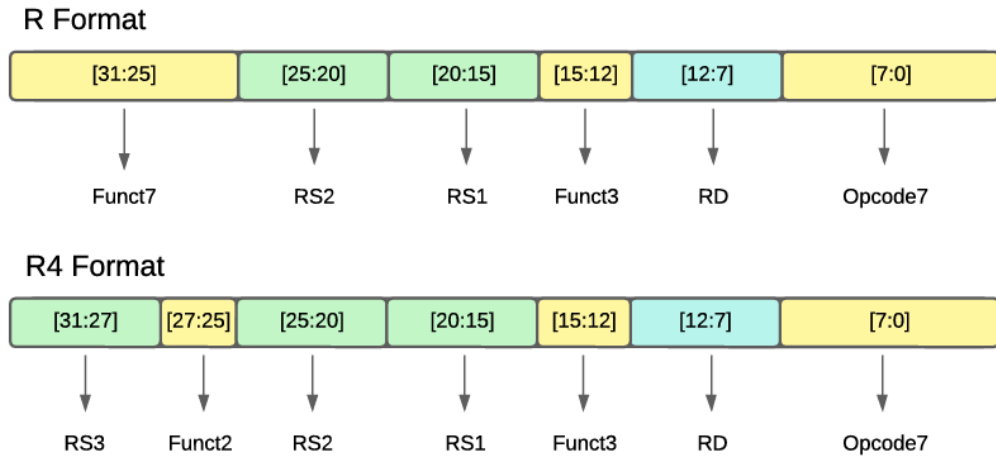 R Format
[31:25] [25:20] [20:15] [15:12] [12:7] [7:0]
Funct7 RS2 RS1 Funct3 RD Opcode7
R4 Format
[31:27] [27:25] [25:20] [20:15] [15:12] [12:7] [7:0]
RS3 Funct2 RS2 RS1 Funct3 RD Opcode7